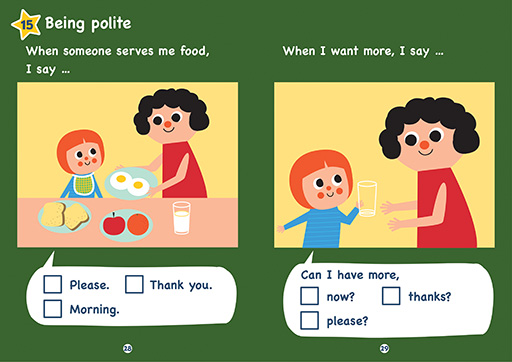 15 Being polite
When someone serves me food,
I say ...
Please. Thank you.
Morning.
28
When I want more, I say ...
Can I have more,
now? thanks?
please?
29